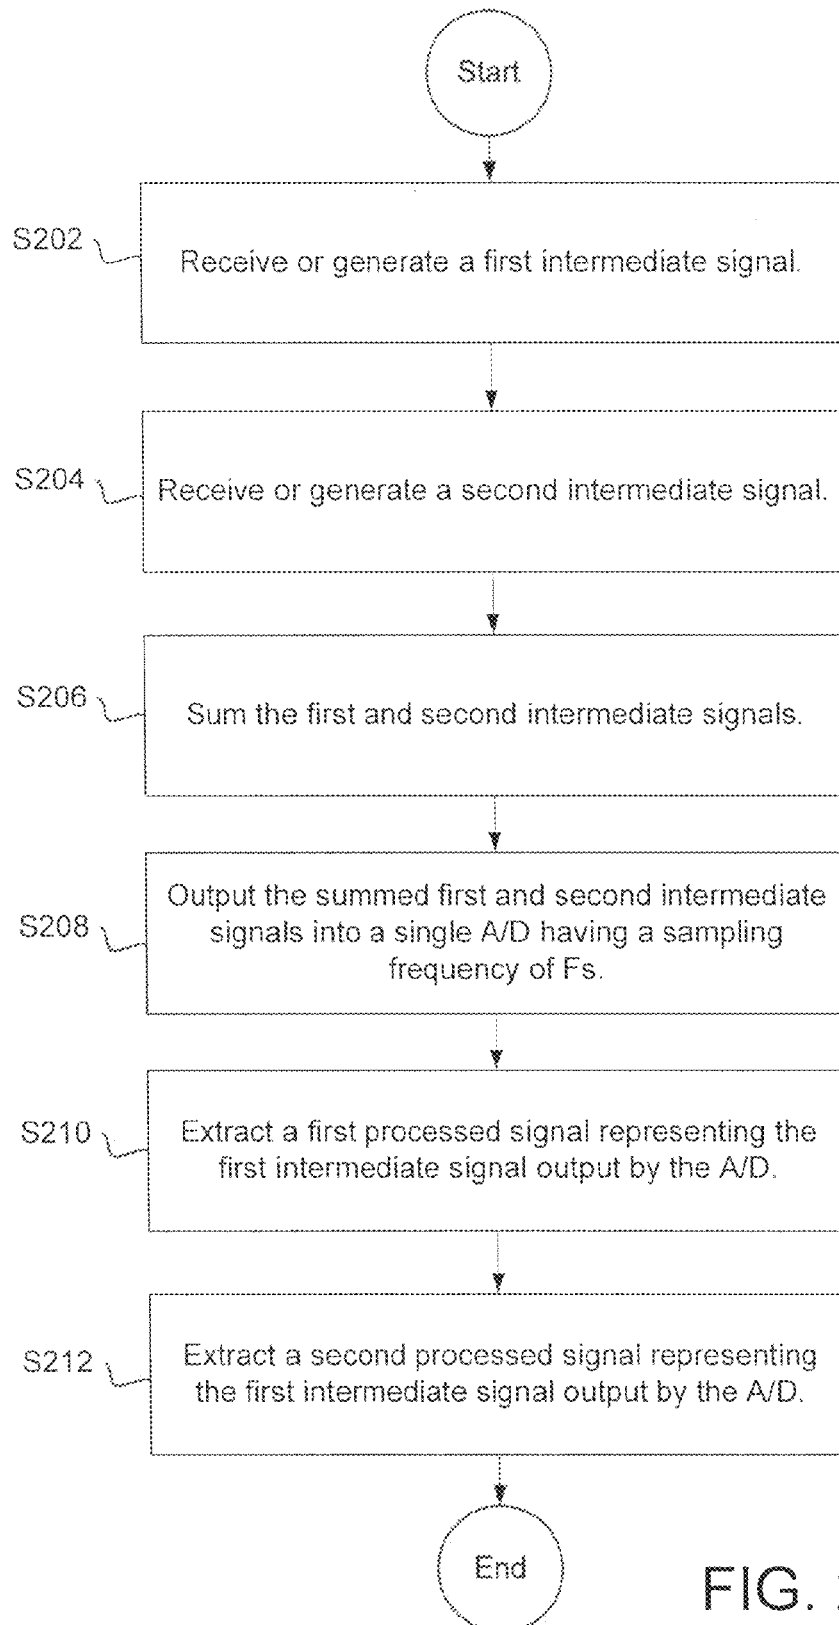 Start
S202
Receive or generate a first intermediate signal.
S204
Receive or generate a second intermediate signal.
S206
Sum the first and second intermediate signals.
S208
Output the summed first and second intermediate
signals into a single A/D having a sampling
frequency of Fs.
S210
Extract a first processed signal representing the
first intermediate signal output by the A/D.
S212
Extract a second processed signal representing
the first intermediate signal output by the A/D.
End
FIG.